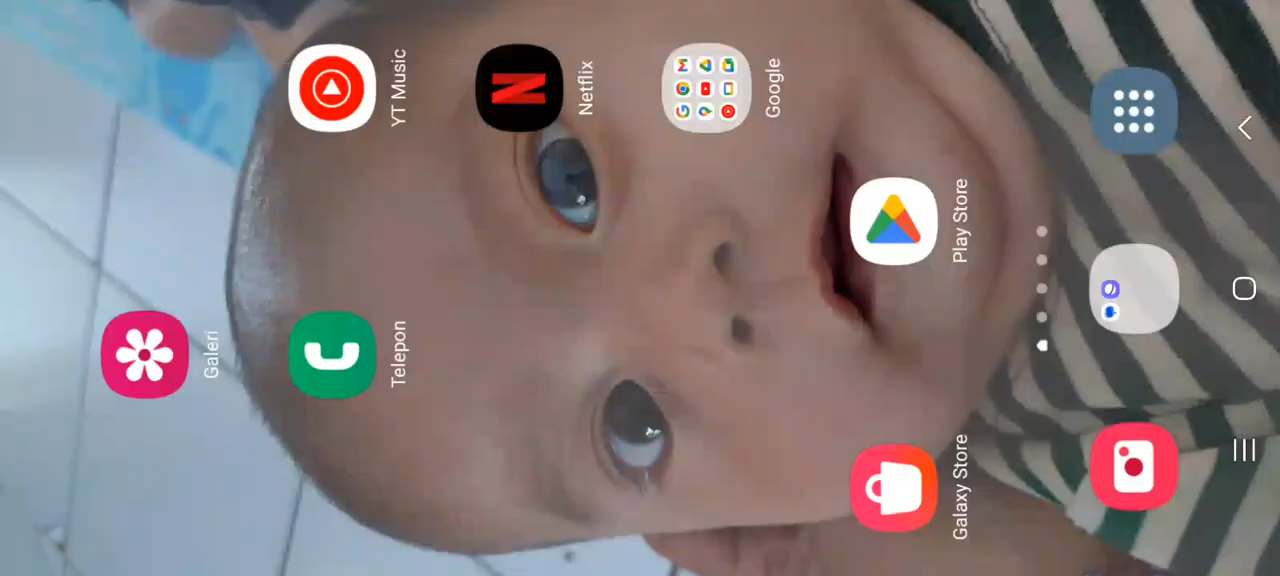 Galeri
Telepon
YT Music
Netflix
Google
Galaxy Store
Play Store